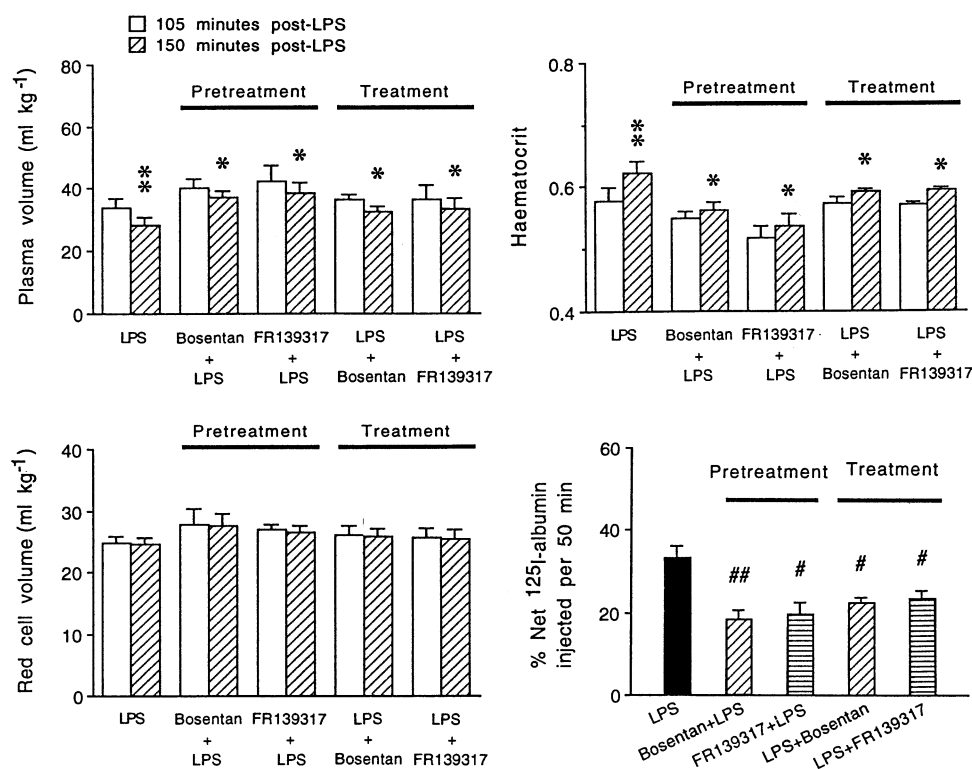 105 minutes post-LPS
150 minutes post-LPS
Plasma volume (ml kg-1)
80
60
40
20
0
Pretreatment
Treatment
**
*
*
*
*
LPS
Bosentan + LPS
FR139317 + LPS
LPS + Bosentan
LPS + FR139317
Haematocrit
0.8
0.6
0.4
Pretreatment
Treatment
**
*
*
*
*
LPS
Bosentan + LPS
FR139317 + LPS
LPS + Bosentan
LPS + FR139317
Red cell volume (ml kg-1)
40
30
20
10
0
Pretreatment
Treatment
LPS
Bosentan + LPS
FR139317 + LPS
LPS + Bosentan
LPS + FR139317
% Net 125I-albumin
injected per 50 min
60
40
20
0
Pretreatment
Treatment
##
#
#
#
LPS
Bosentan+LPS
FR139317+LPS
LPS+Bosentan
LPS+FR139317